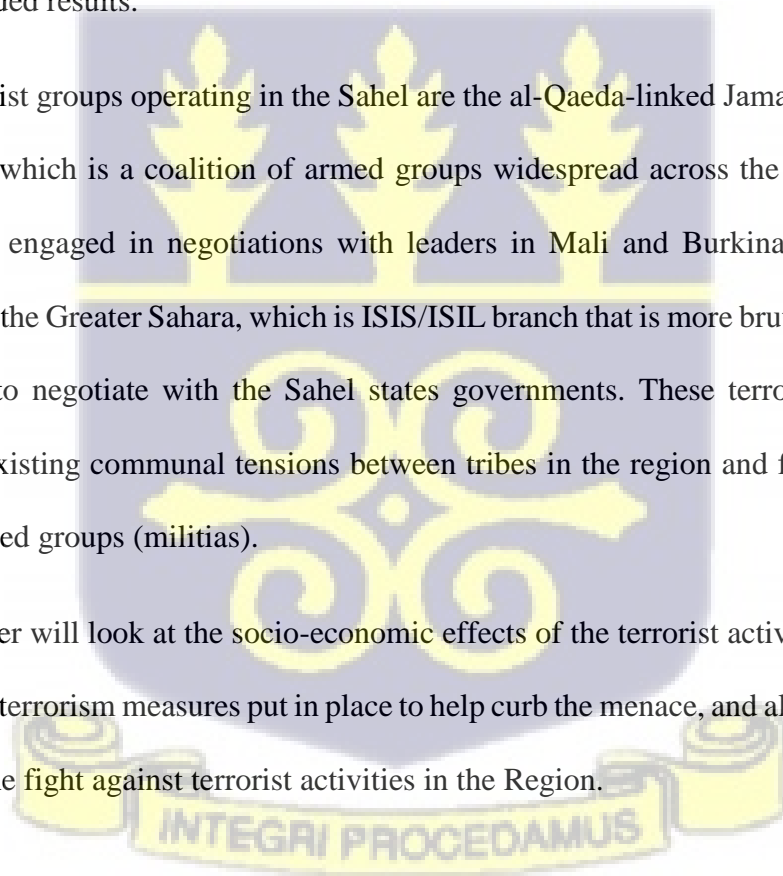 ded results.
ist groups operating in the Sahel are the al-Qaeda-linked Jama
which is a coalition of armed groups widespread across the
engaged in negotiations with leaders in Mali and Burkina
the Greater Sahara, which is ISIS/ISIL branch that is more bru
to negotiate with the Sahel states governments. These terro
xisting communal tensions between tribes in the region and f
ed groups (militias).
er will look at the socio-economic effects of the terrorist activ
terrorism measures put in place to help curb the menace, and al
e fight against terrorist activities in the Region.
INTEGRI PROCEDAMUS